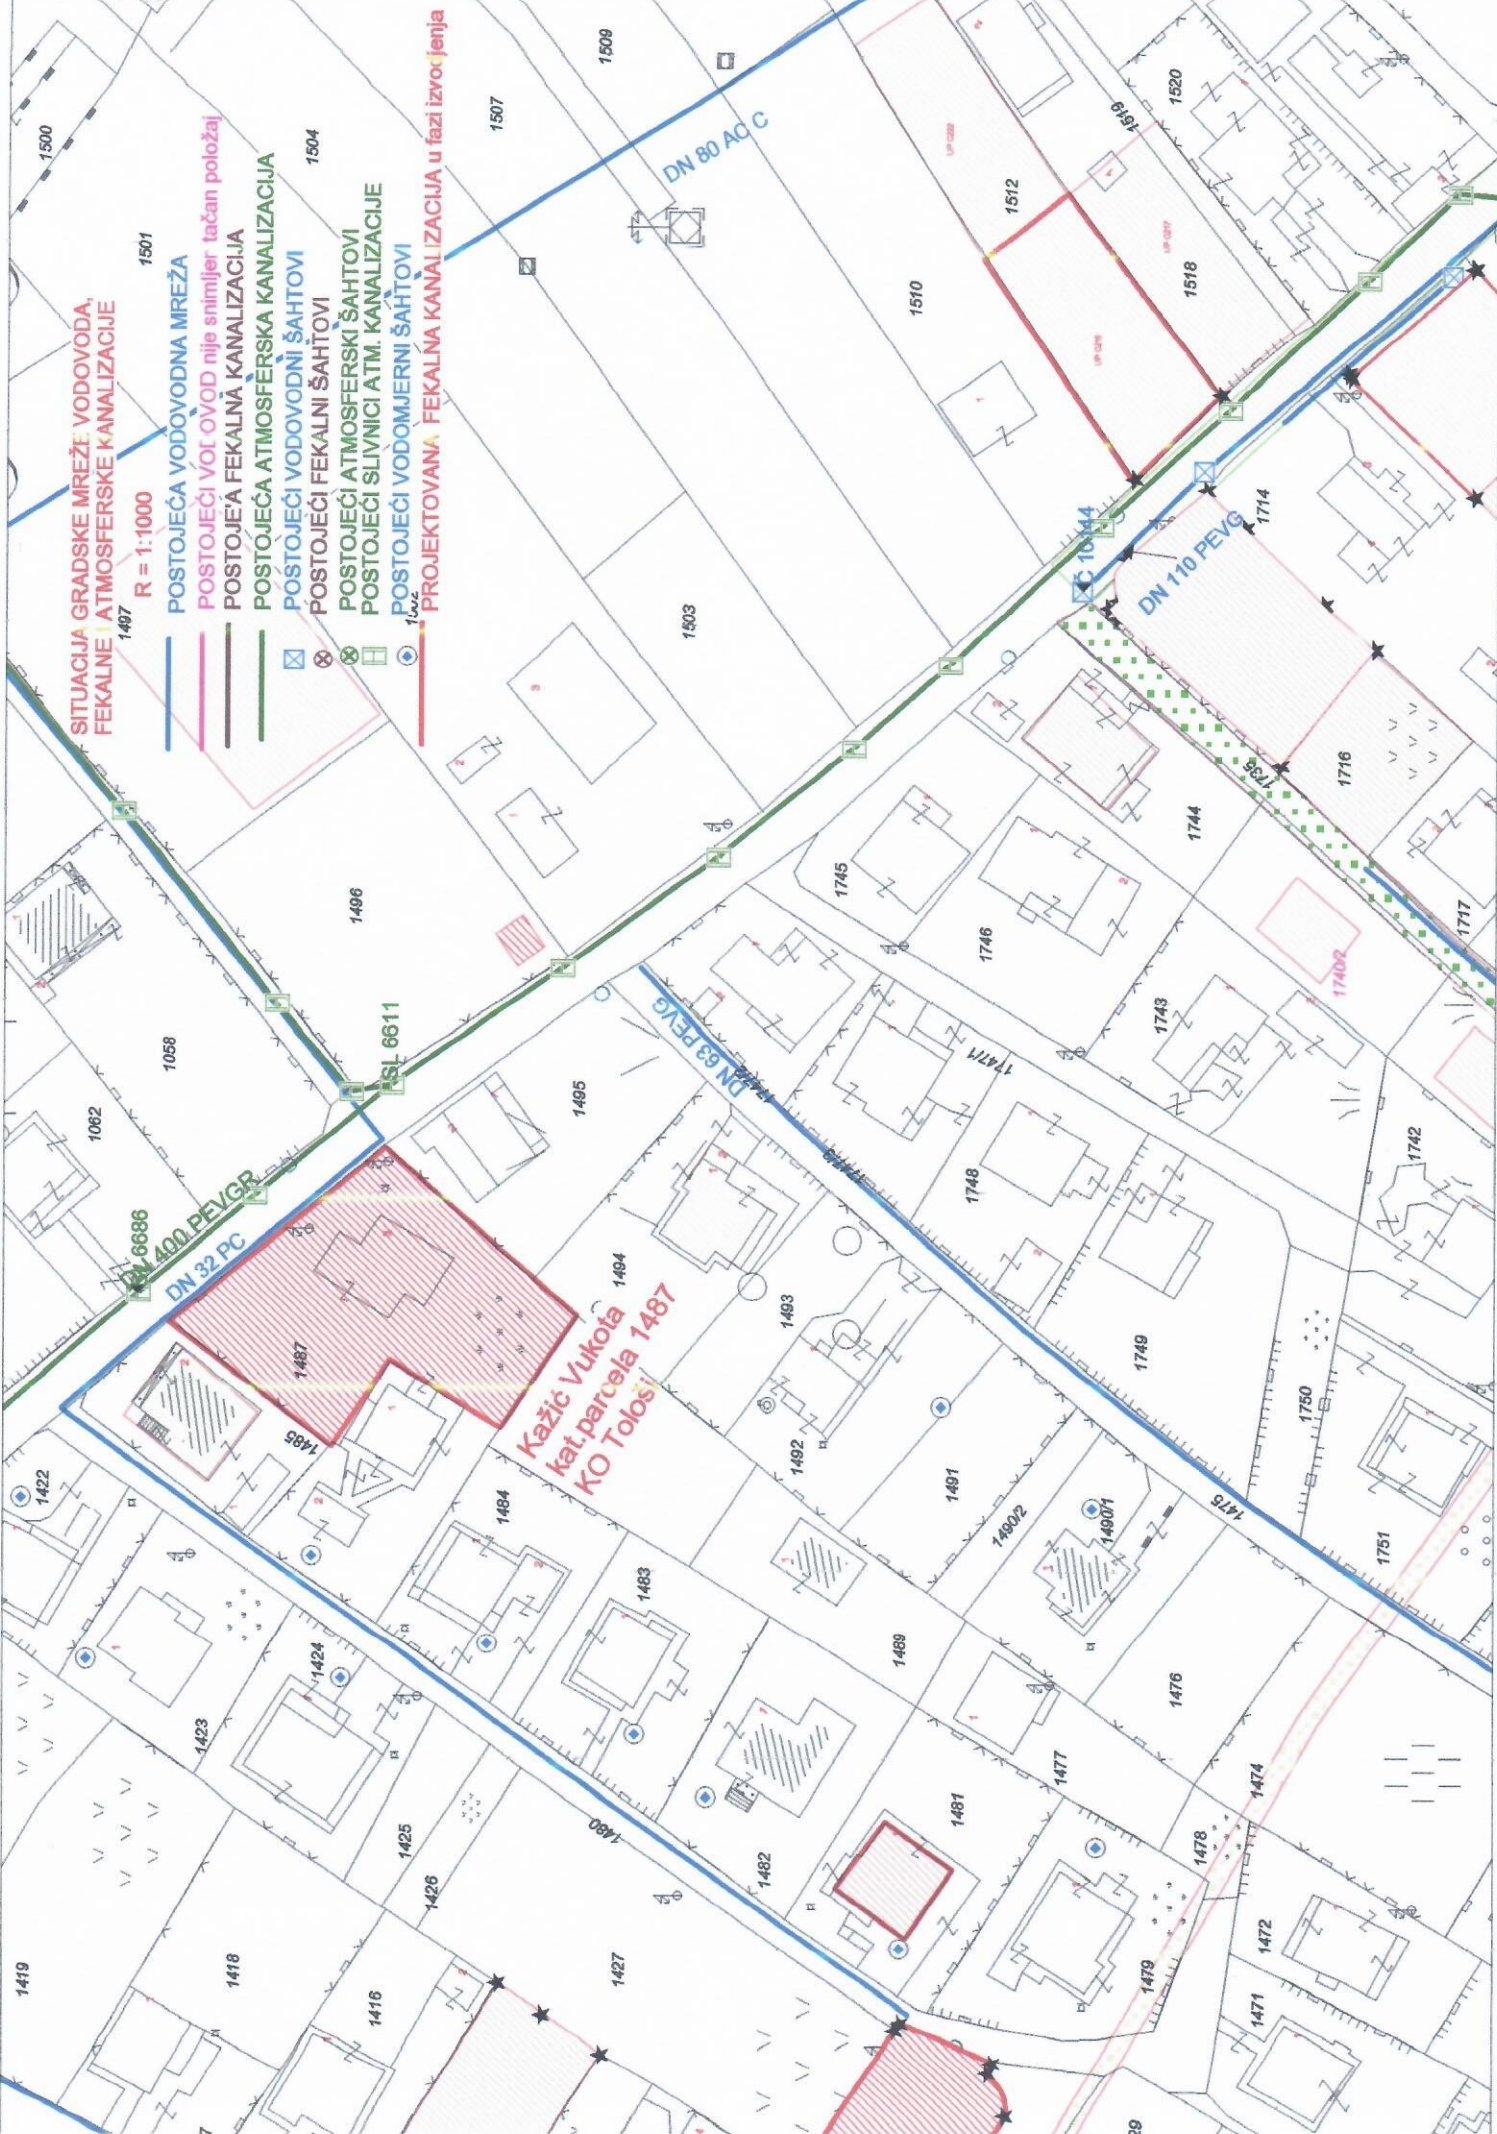 SITUACIJA GRADSKE MREŽE VODOVODA,
FEKALNE I ATMOSFERSKE KANALIZACIJE
R = 1:1000
POSTOJEĆA VODOVODNA MREŽA
POSTOJEĆI VODOVOD nije snimljer tačan položaj
POSTOJE'A FEKALNA KANALIZACIJA
POSTOJEĆA ATMOSFERSKA KANALIZACIJA
POSTOJEĆI VODOVODNI ŠAHTOVI
POSTOJEĆI FEKALNI ŠAHTOVI
POSTOJEĆI ATMOSFERSKI ŠAHTOVI
POSTOJEĆI SLIVNICI ATM. KANALIZACIJE
POSTOJEĆI VODOMJERNI ŠAHTOVI
PROJEKTOVANA FEKALNA KANALIZACIJA u fazi izvodjenja
Kažić Vukota
kat.parcela 1487
KO Tološi
DN 80 AC C
DN 110 PEVG
DN 63 PEVG
DN 32 PC
DN 400 PEVGR
6686
SL 6611
1500
1501
1504
1509
1507
1497
1503
1510
1512
1518
1519
1520
1714
1716
1717
1735
1744
1745
1746
1743
1740/2
1742
1747/1
1747/2
1747/3
1748
1749
1750
1751
1496
1495
1494
1493
1492
1491
1490/2
1490/1
1489
1058
1062
1487
1485
1484
1483
1482
1481
1480
1479
1478
1477
1476
1475
1474
1472
1471
1422
1423
1424
1425
1426
1427
1419
1418
1416